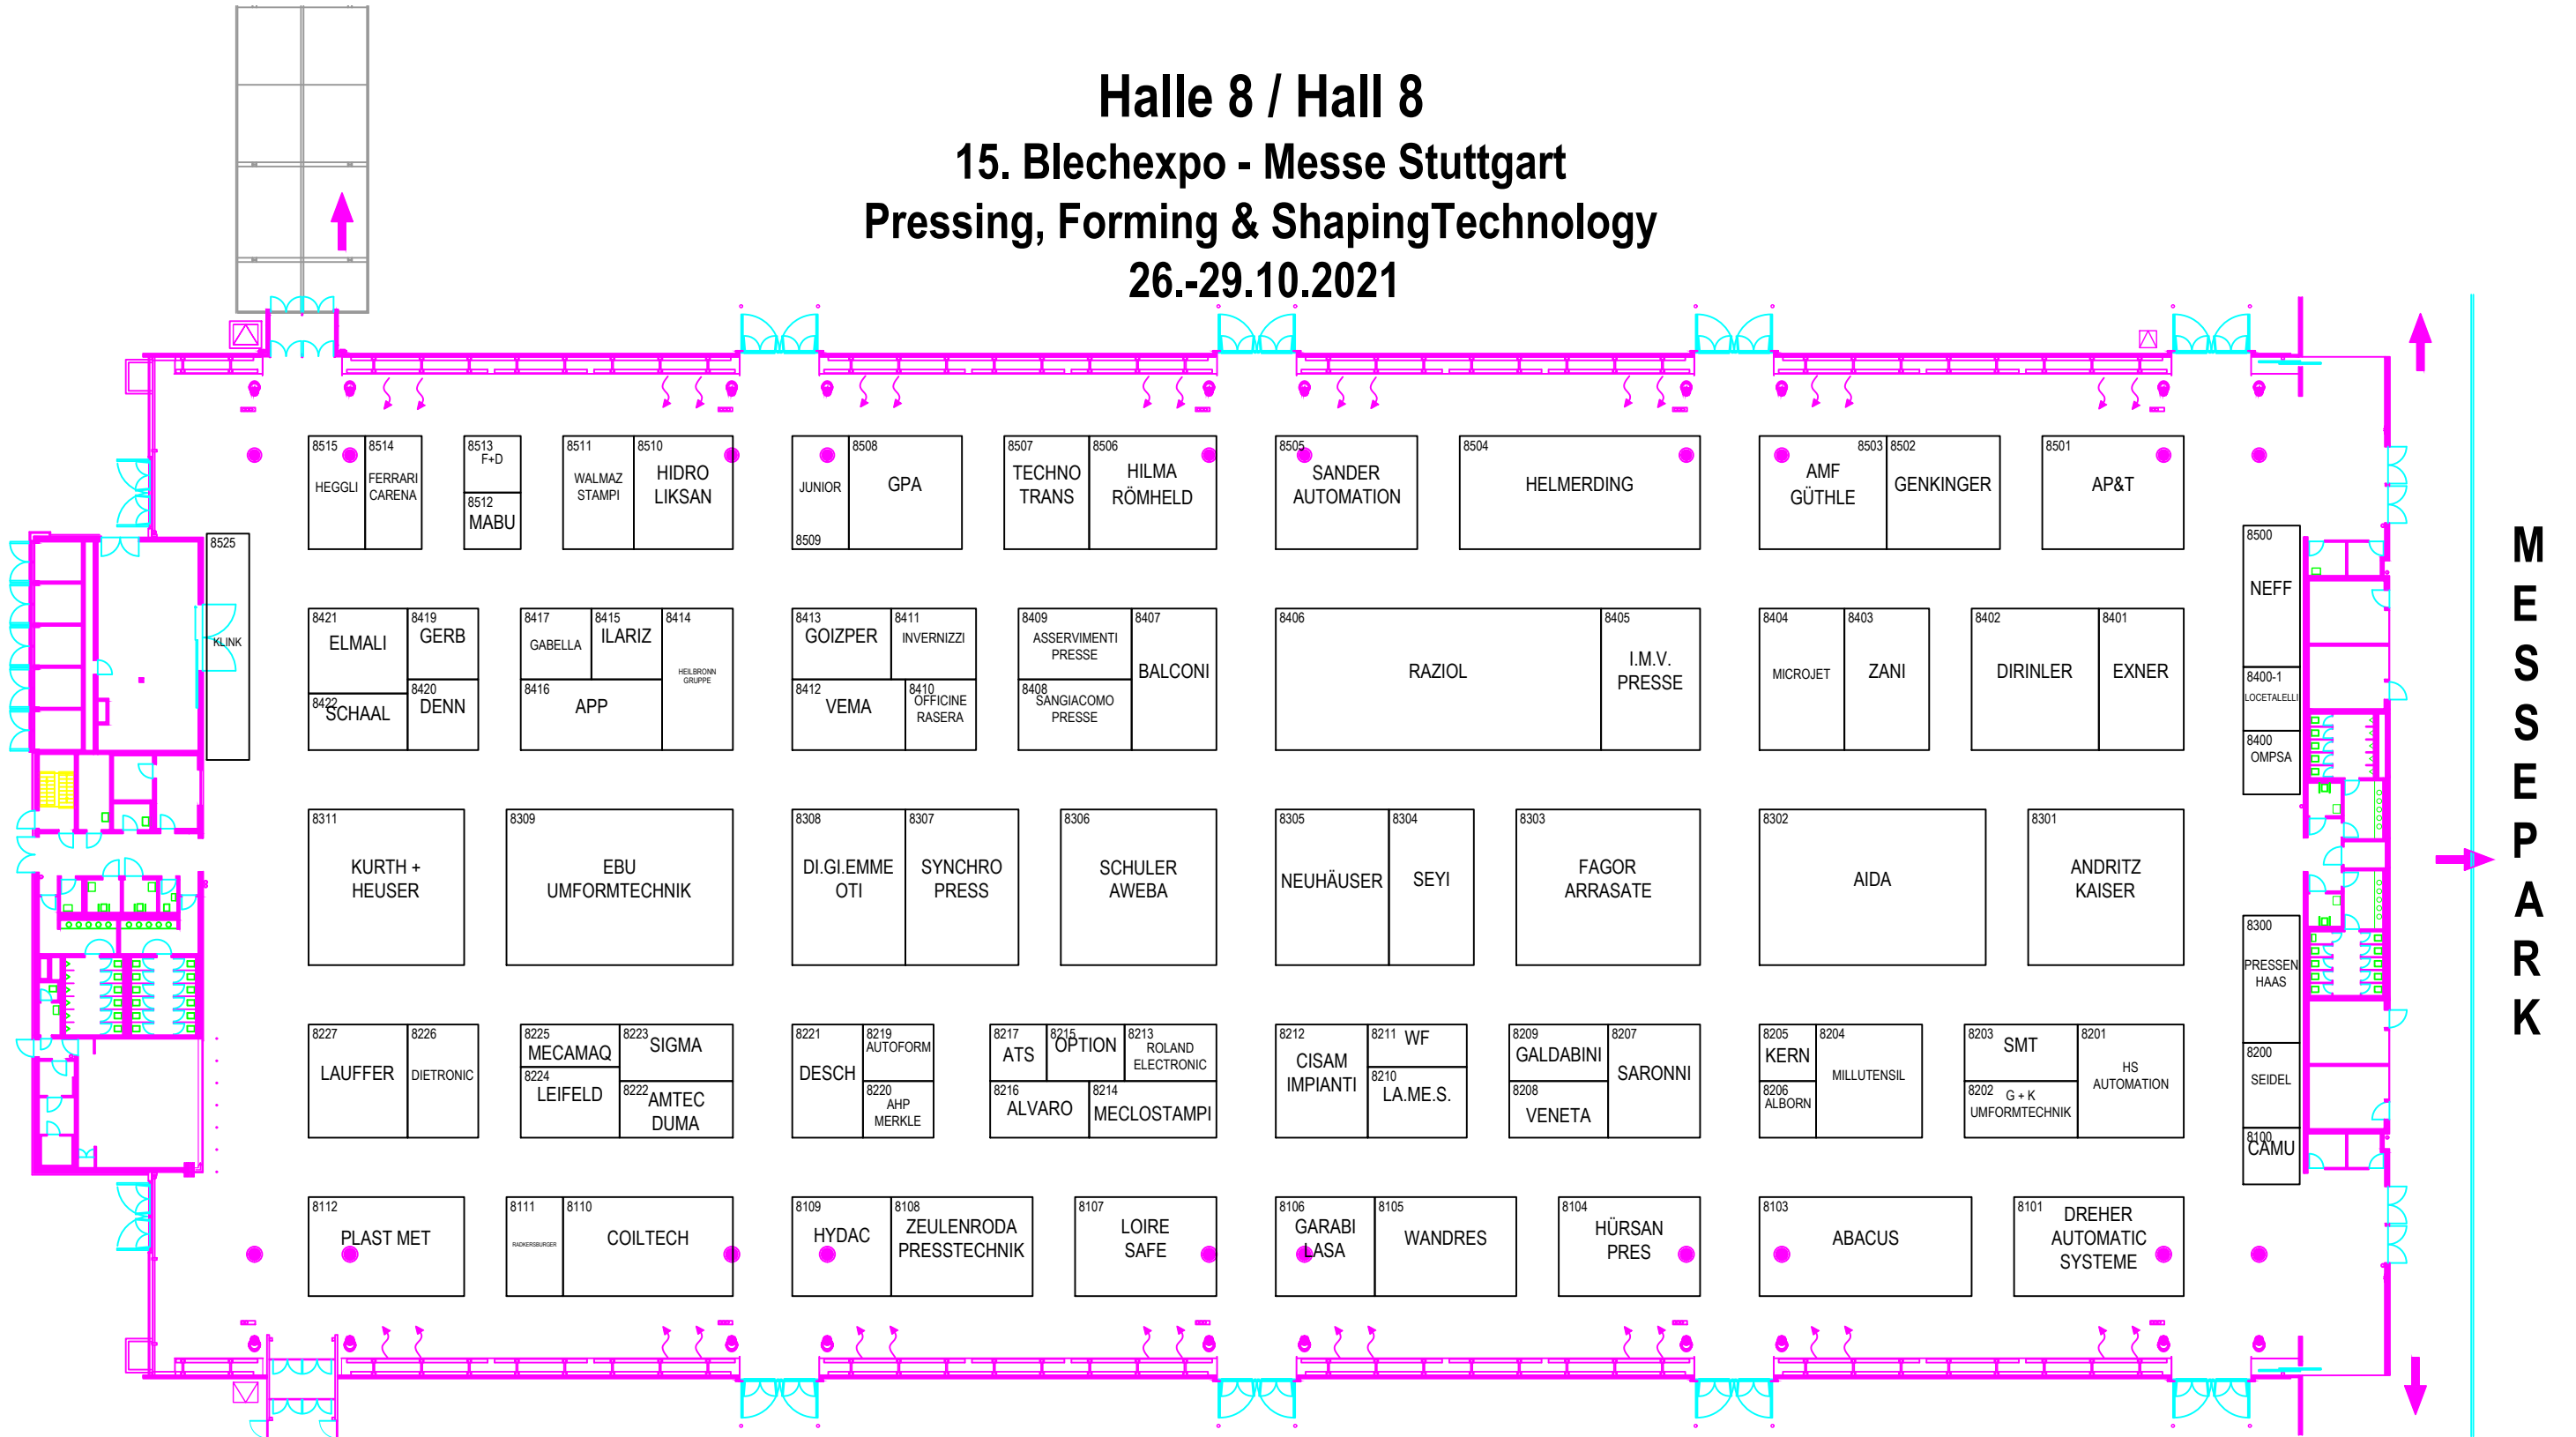 Halle 8 / Hall 8
15. Blechexpo - Messe Stuttgart
Pressing, Forming & ShapingTechnology
26.-29.10.2021
8515
HEGGLI
8514
FERRARI
CARENA
8513
F+D
8512
MABU
8511
WALMAZ
STAMPI
8510
HIDRO
LIKSAN
JUNIOR
8509
8508
GPA
8507
TECHNO
TRANS
8506
HILMA
RÖMHELD
8505
SANDER
AUTOMATION
8504
HELMERDING
8503
AMF
GÜTHLE
8502
GENKINGER
8501
AP&T
8525
KLINK
8500
NEFF
8400-1
LOCETALELLI
8400
OMPSA
8421
ELMALI
8422
SCHAAL
8419
GERB
8420
DENN
8417
GABELLA
8415
ILARIZ
8416
APP
8414
HEILBRONN
GRUPPE
8413
GOIZPER
8411
INVERNIZZI
8412
VEMA
8410
OFFICINE
RASERA
8409
ASSERVIMENTI
PRESSE
8408
SANGIACOMO
PRESSE
8407
BALCONI
8406
RAZIOL
8405
I.M.V.
PRESSE
8404
MICROJET
8403
ZANI
8402
DIRINLER
8401
EXNER
8311
KURTH +
HEUSER
8309
EBU
UMFORMTECHNIK
8308
DI.GI.EMME
OTI
8307
SYNCHRO
PRESS
8306
SCHULER
AWEBA
8305
NEUHÄUSER
8304
SEYI
8303
FAGOR
ARRASATE
8302
AIDA
8301
ANDRITZ
KAISER
8300
PRESSEN
HAAS
8200
SEIDEL
8100
CAMU
8227
LAUFFER
8226
DIETRONIC
8225
MECAMAQ
8224
LEIFELD
8223
SIGMA
8222
AMTEC
DUMA
8221
DESCH
8219
AUTOFORM
8220
AHP
MERKLE
8217
ATS
8215
OPTION
8213
ROLAND
ELECTRONIC
8216
ALVARO
8214
MECLOSTAMPI
8212
CISAM
IMPIANTI
8211
WF
8210
LA.ME.S.
8209
GALDABINI
8208
VENETA
8207
SARONNI
8205
KERN
8206
ALBORN
8204
MILLUTENSIL
8203
SMT
8202
G + K
UMFORMTECHNIK
8201
HS
AUTOMATION
8112
PLAST MET
8111
RADKERSBURGER
8110
COILTECH
8109
HYDAC
8108
ZEULENRODA
PRESSTECHNIK
8107
LOIRE
SAFE
8106
GARABI
LASA
8105
WANDRES
8104
HÜRSAN
PRES
8103
ABACUS
8101
DREHER
AUTOMATIC
SYSTEME
M
E
S
S
E
P
A
R
K